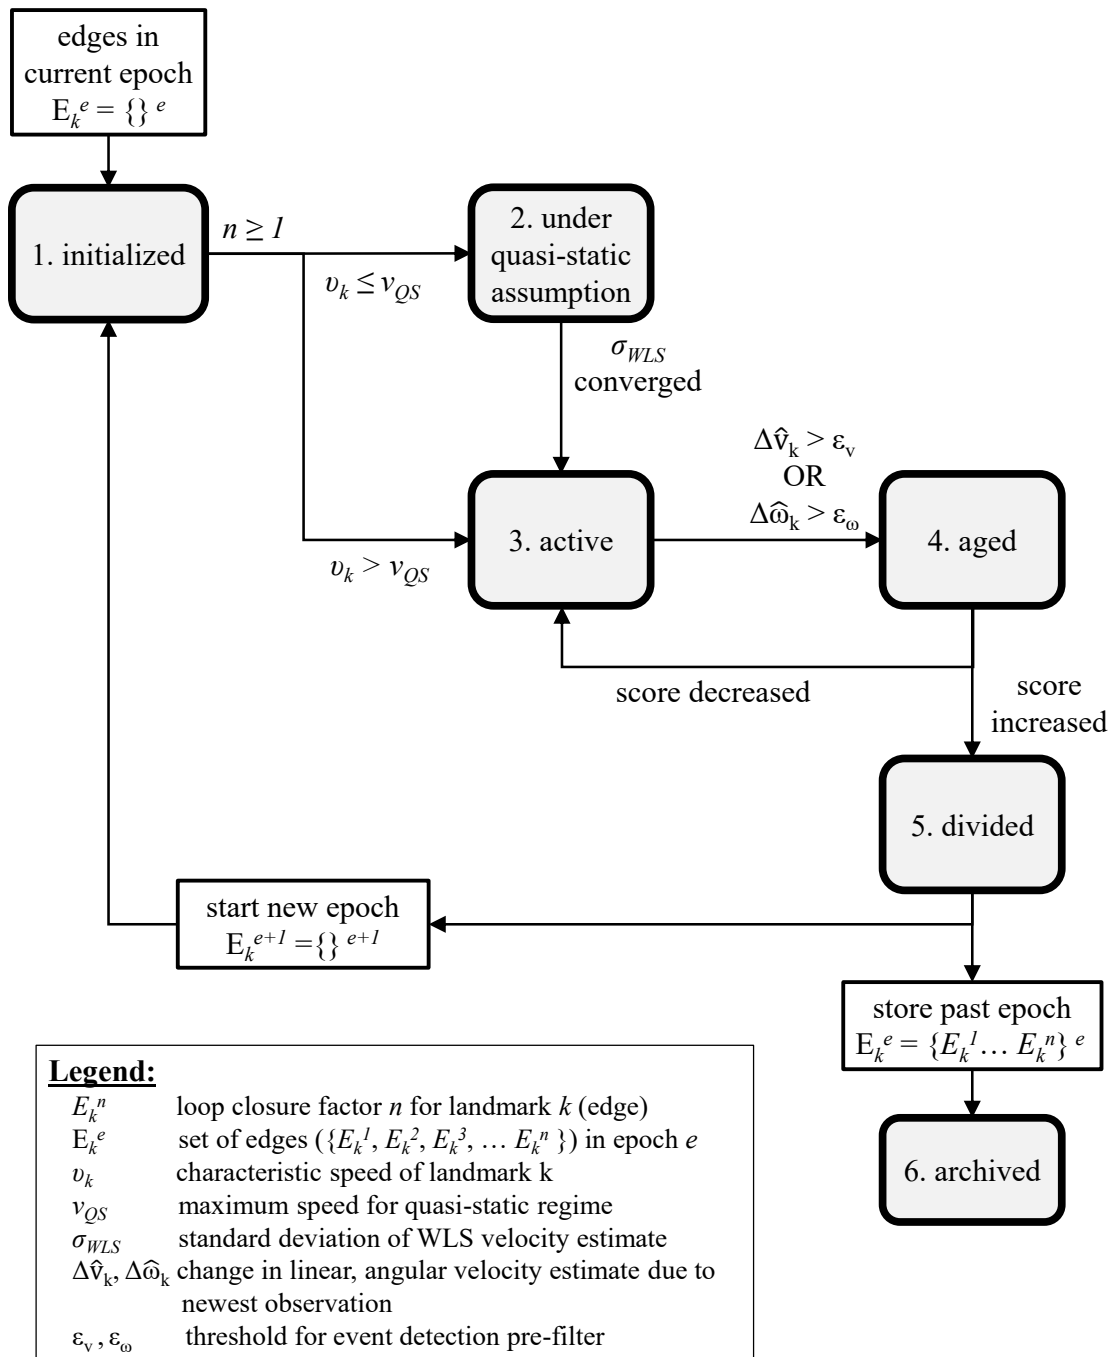 edges in
current epoch
E_k^e = {} ^e
1. initialized
n ≥ 1
υ_k ≤ v_QS
2. under
quasi-static
assumption
σ_WLS
converged
υ_k > v_QS
3. active
Δv̂_k > ε_v
OR
Δω̂_k > ε_ω
4. aged
score decreased
score
increased
5. divided
start new epoch
E_k^e+1 ={} ^e+1
store past epoch
E_k^e = {E_k^1… E_k^n} ^e
6. archived
Legend:
E_k^n loop closure factor n for landmark k (edge)
E_k^e set of edges ({E_k^1, E_k^2, E_k^3, … E_k^n }) in epoch e
υ_k characteristic speed of landmark k
v_QS maximum speed for quasi-static regime
σ_WLS standard deviation of WLS velocity estimate
Δv̂_k, Δω̂_k change in linear, angular velocity estimate due to
newest observation
ε_v , ε_ω threshold for event detection pre-filter